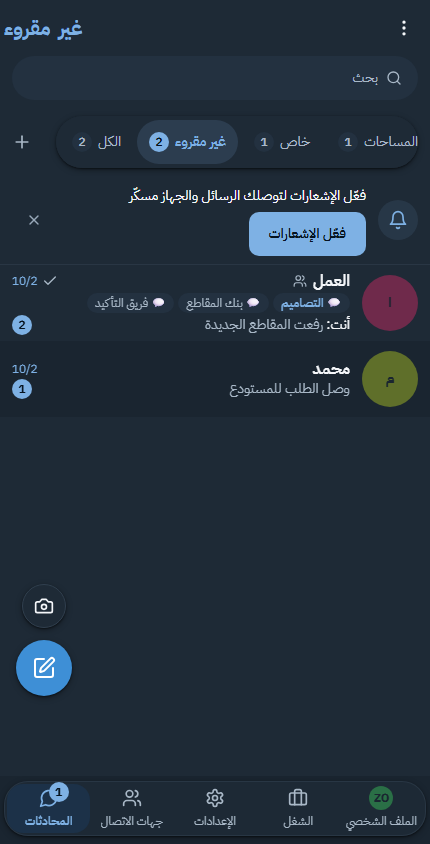 غير مقروء
بحث
المساحات 1 خاص 1 غير مقروء 2 الكل 2
فعّل الإشعارات لتوصلك الرسائل والجهاز مسكّر
فعّل الإشعارات
العمل 10/2
التصاميم بنك المقاطع فريق التأكيد
أنت: رفعت المقاطع الجديدة 2
محمد 10/2
م
وصل الطلب للمستودع 1
ZO 1
الملف الشخصي الشغل الإعدادات جهات الاتصال المحادثات